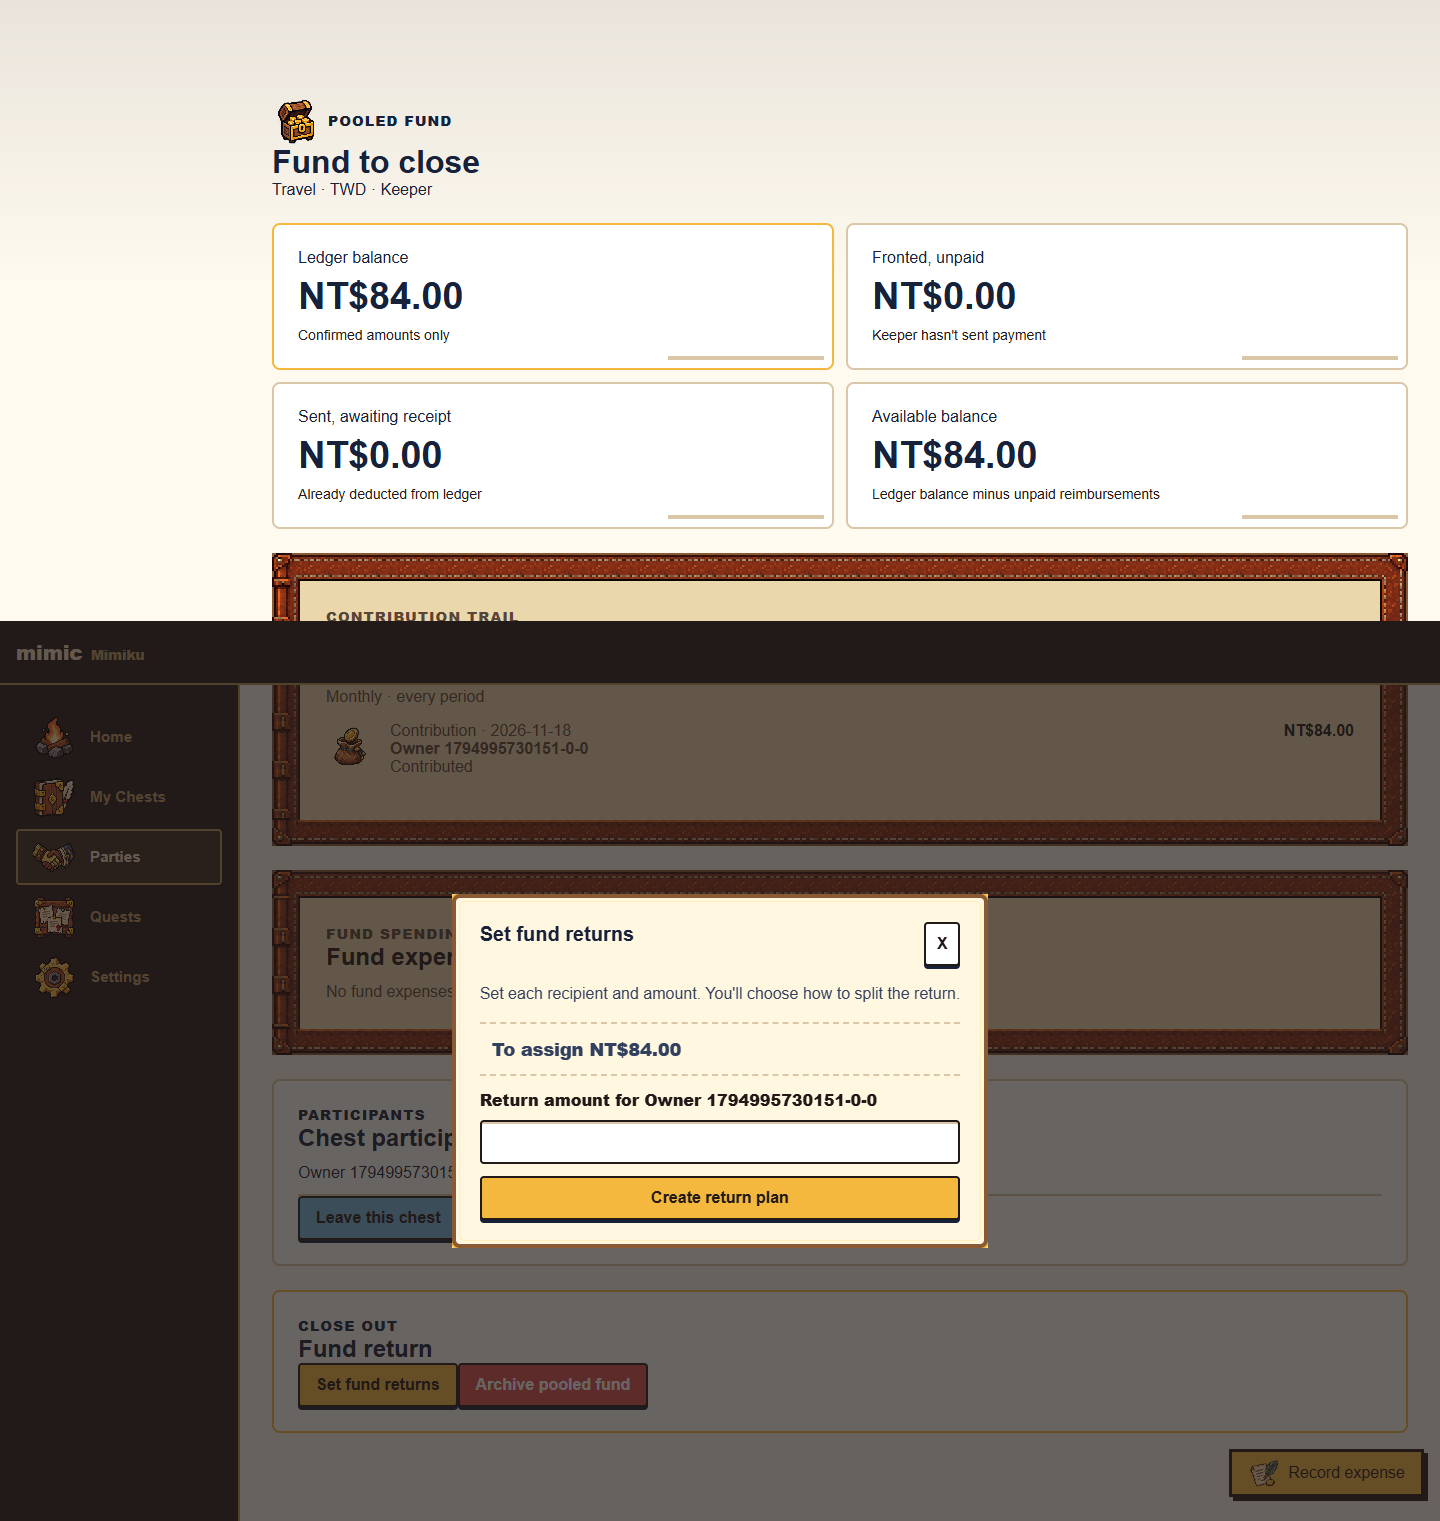 POOLED FUND
Fund to close
Travel · TWD · Keeper
Ledger balance
NT$84.00
Confirmed amounts only
Fronted, unpaid
NT$0.00
Keeper hasn't sent payment
Sent, awaiting receipt
NT$0.00
Already deducted from ledger
Available balance
NT$84.00
Ledger balance minus unpaid reimbursements
CONTRIBUTION TRAIL
mimic Mimiku
Home
My Chests
Parties
Quests
Settings
Monthly · every period
Contribution · 2026-11-18
Owner 1794995730151-0-0
Contributed
NT$84.00
FUND SPENDIN
Fund exper
No fund expenses
Set fund returns
X
Set each recipient and amount. You'll choose how to split the return.
To assign NT$84.00
Return amount for Owner 1794995730151-0-0
Create return plan
PARTICIPANTS
Chest particip
Owner 179499573015
Leave this chest
CLOSE OUT
Fund return
Set fund returns
Archive pooled fund
Record expense